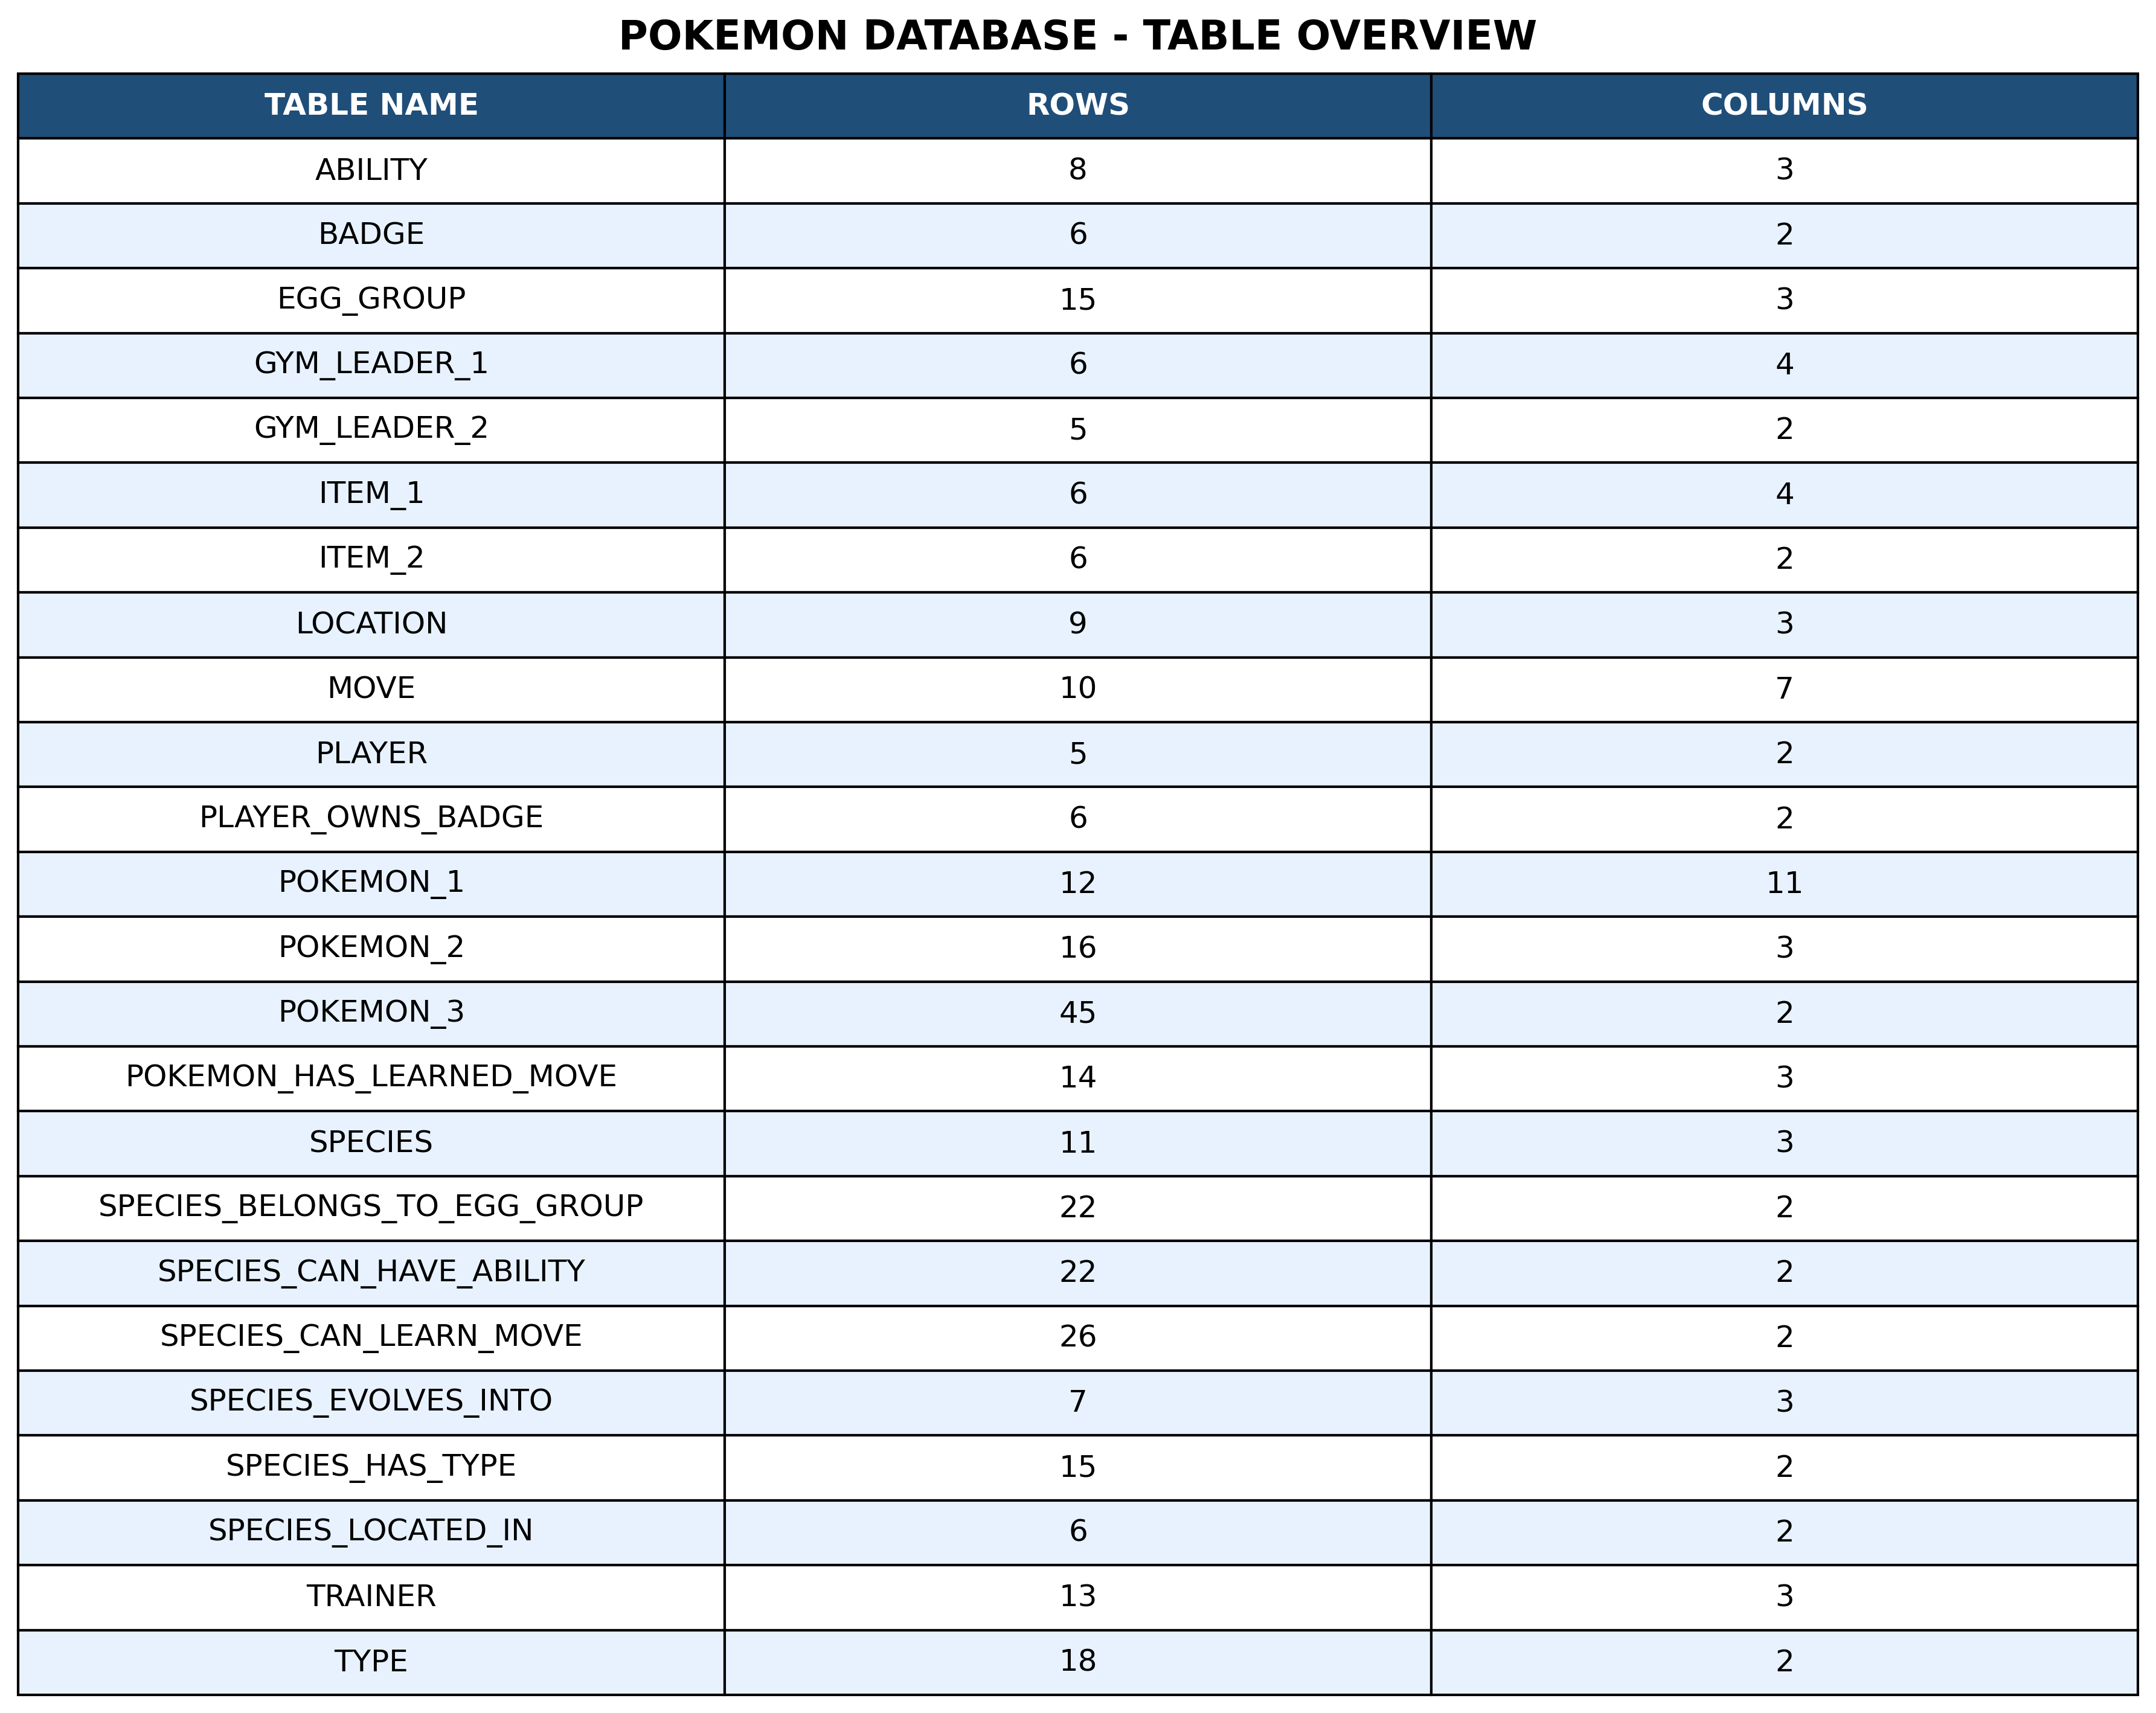 POKEMON DATABASE - TABLE OVERVIEW
TABLE NAME ROWS COLUMNS
ABILITY 8 3
BADGE 6 2
EGG_GROUP 15 3
GYM_LEADER_1 6 4
GYM_LEADER_2 5 2
ITEM_1 6 4
ITEM_2 6 2
LOCATION 9 3
MOVE 10 7
PLAYER 5 2
PLAYER_OWNS_BADGE 6 2
POKEMON_1 12 11
POKEMON_2 16 3
POKEMON_3 45 2
POKEMON_HAS_LEARNED_MOVE 14 3
SPECIES 11 3
SPECIES_BELONGS_TO_EGG_GROUP 22 2
SPECIES_CAN_HAVE_ABILITY 22 2
SPECIES_CAN_LEARN_MOVE 26 2
SPECIES_EVOLVES_INTO 7 3
SPECIES_HAS_TYPE 15 2
SPECIES_LOCATED_IN 6 2
TRAINER 13 3
TYPE 18 2